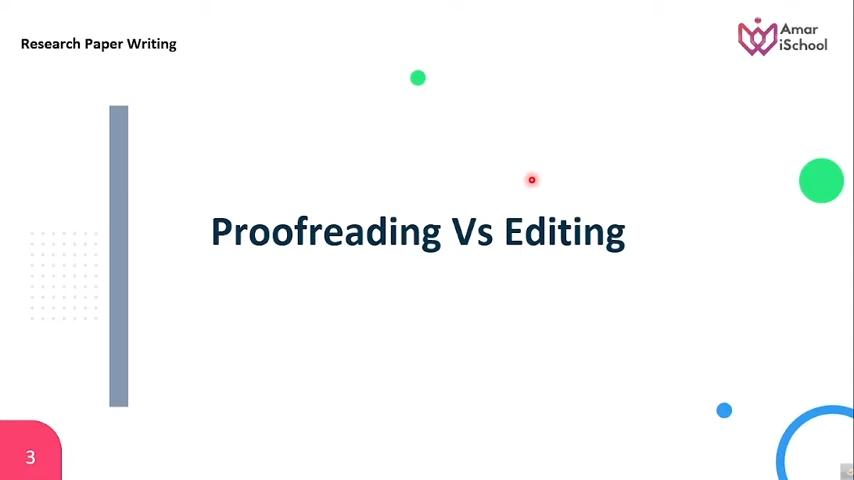 Research Paper Writing
Amar
iSchool
Proofreading Vs Editing
3